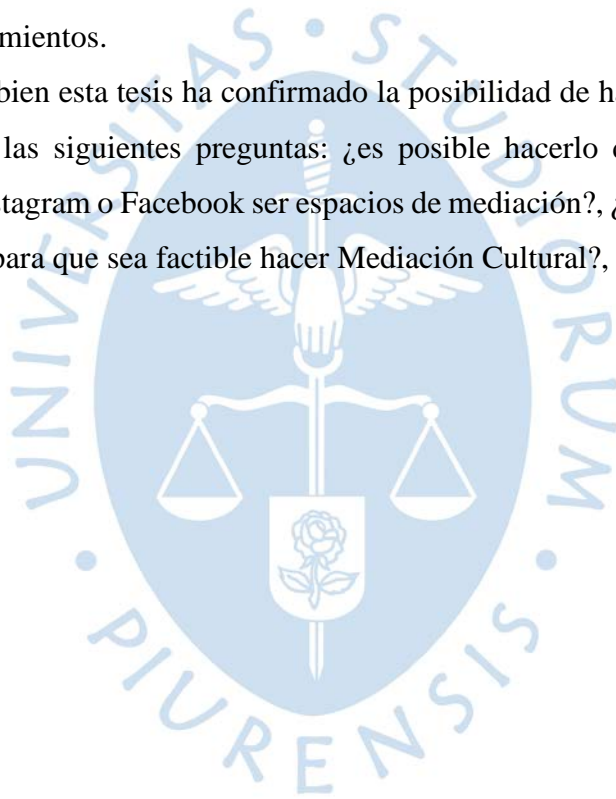 mientos.
bien esta tesis ha confirmado la posibilidad de h
las siguientes preguntas: ¿es posible hacerlo
stagram o Facebook ser espacios de mediación?, ¿
para que sea factible hacer Mediación Cultural?,
UNIVERSITAS • STUDIORUM • PIURENSIS